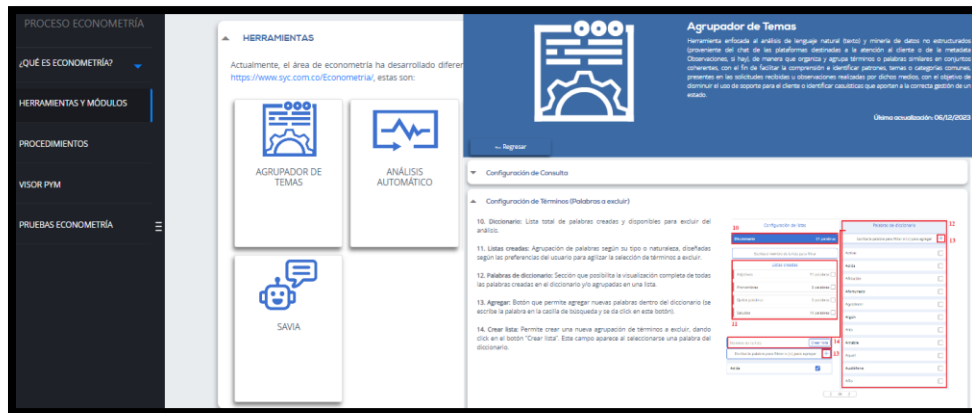 PROCESO ECONOMETRÍA
¿QUÉ ES ECONOMETRÍA?
HERRAMIENTAS Y MÓDULOS
PROCEDIMIENTOS
VISOR PYM
PRUEBAS ECONOMETRÍA
HERRAMIENTAS
Actualmente, el área de econometría ha desarrollado diferen
https://www.syc.com.co/Econometria/, estas son:
AGRUPADOR DE
TEMAS
ANÁLISIS
AUTOMÁTICO
SAVIA
Agrupador de Temas
Herramienta enfocada al análisis de lenguaje natural (texto) y minería de datos no estructurados
(proveniente del chat de las plataformas destinadas a la atención al cliente o de la metadata
Observaciones, si hay), de manera que organiza y agrupa términos o palabras similares en conjuntos
coherentes, con el fin de facilitar la comprensión e identificar patrones, temas o categorías comunes,
presentes en las solicitudes recibidas u observaciones realizadas por dichos medios, con el objetivo de
disminuir el uso de soporte para el cliente o identificar casuísticas que aporten a la correcta gestión de un
estado.
Última actualización: 06/12/2023
Regresar
Configuración de Consulta
Configuración de Términos (Palabras a excluir)
10. Diccionario: Lista total de palabras creadas y disponibles para excluir del
análisis.
11. Listas creadas: Agrupación de palabras según su tipo o naturaleza, diseñadas
según las preferencias del usuario para agilizar la selección de términos a excluir.
12. Palabras de diccionario: Sección que posibilita la visualización completa de todas
las palabras creadas en el diccionario y/o agrupadas en una lista.
13. Agregar: Botón que permite agregar nuevas palabras dentro del diccionario (se
escribe la palabra en la casilla de búsqueda y se da click en este botón).
14. Crear lista: Permite crear una nueva agrupación de términos a excluir, dando
click en el botón "Crear lista". Este campo aparece al seleccionarse una palabra del
diccionario.
10
Configuración de listas
Diccionario
Listas creadas
11
14
Crear lista
13
Palabras de diccionario
12
13